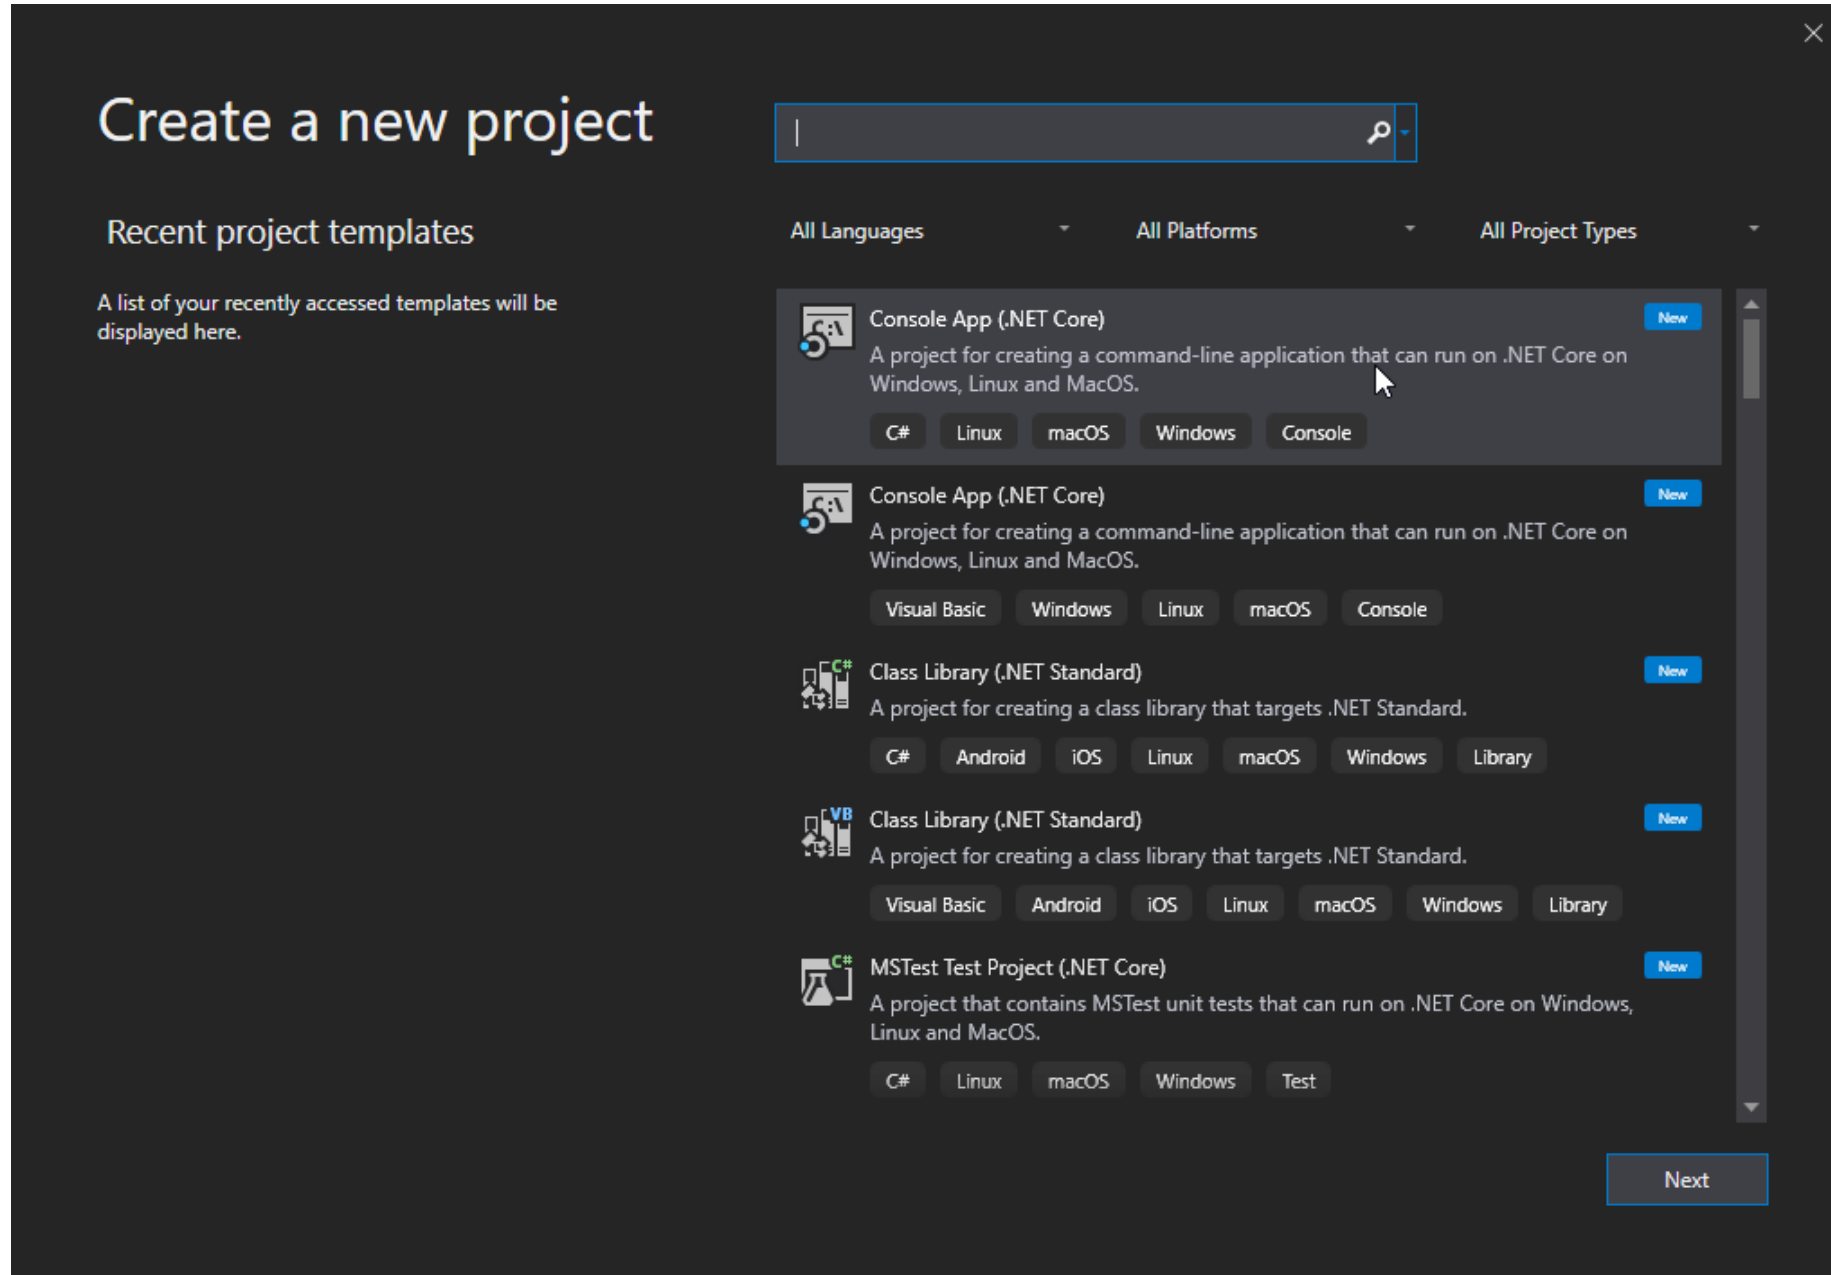 Create a new project
Recent project templates
A list of your recently accessed templates will be
displayed here.
All Languages
All Platforms
All Project Types
Console App (.NET Core)
New
A project for creating a command-line application that can run on .NET Core on
Windows, Linux and MacOS.
C# Linux macOS Windows Console
Console App (.NET Core)
New
A project for creating a command-line application that can run on .NET Core on
Windows, Linux and MacOS.
Visual Basic Windows Linux macOS Console
C#
Class Library (.NET Standard)
New
A project for creating a class library that targets .NET Standard.
C# Android iOS Linux macOS Windows Library
VB
Class Library (.NET Standard)
New
A project for creating a class library that targets .NET Standard.
Visual Basic Android iOS Linux macOS Windows Library
C#
MSTest Test Project (.NET Core)
New
A project that contains MSTest unit tests that can run on .NET Core on Windows,
Linux and MacOS.
C# Linux macOS Windows Test
Next